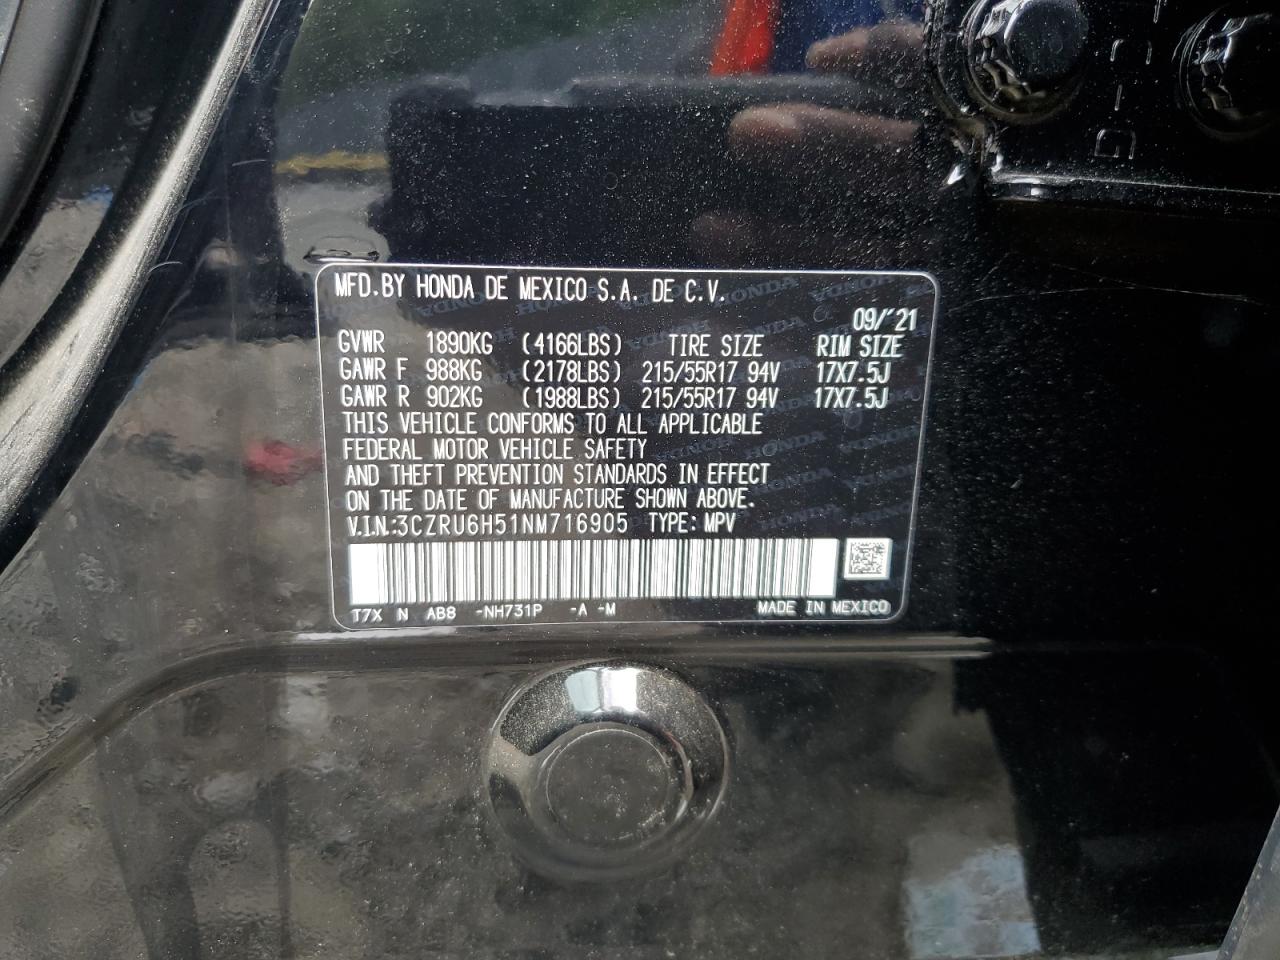 MFD.BY HONDA DE MEXICO S.A. DE C.V.
09/'21
GVWR 1890KG (4166LBS) TIRE SIZE RIM SIZE
GAWR F 988KG (2178LBS) 215/55R17 94V 17X7.5J
GAWR R 902KG (1988LBS) 215/55R17 94V 17X7.5J
THIS VEHICLE CONFORMS TO ALL APPLICABLE
FEDERAL MOTOR VEHICLE SAFETY
AND THEFT PREVENTION STANDARDS IN EFFECT
ON THE DATE OF MANUFACTURE SHOWN ABOVE.
V.I.N.:3CZRU6H51NM716905 TYPE: MPV
T7X N AB8 -NH731P -A -M MADE IN MEXICO